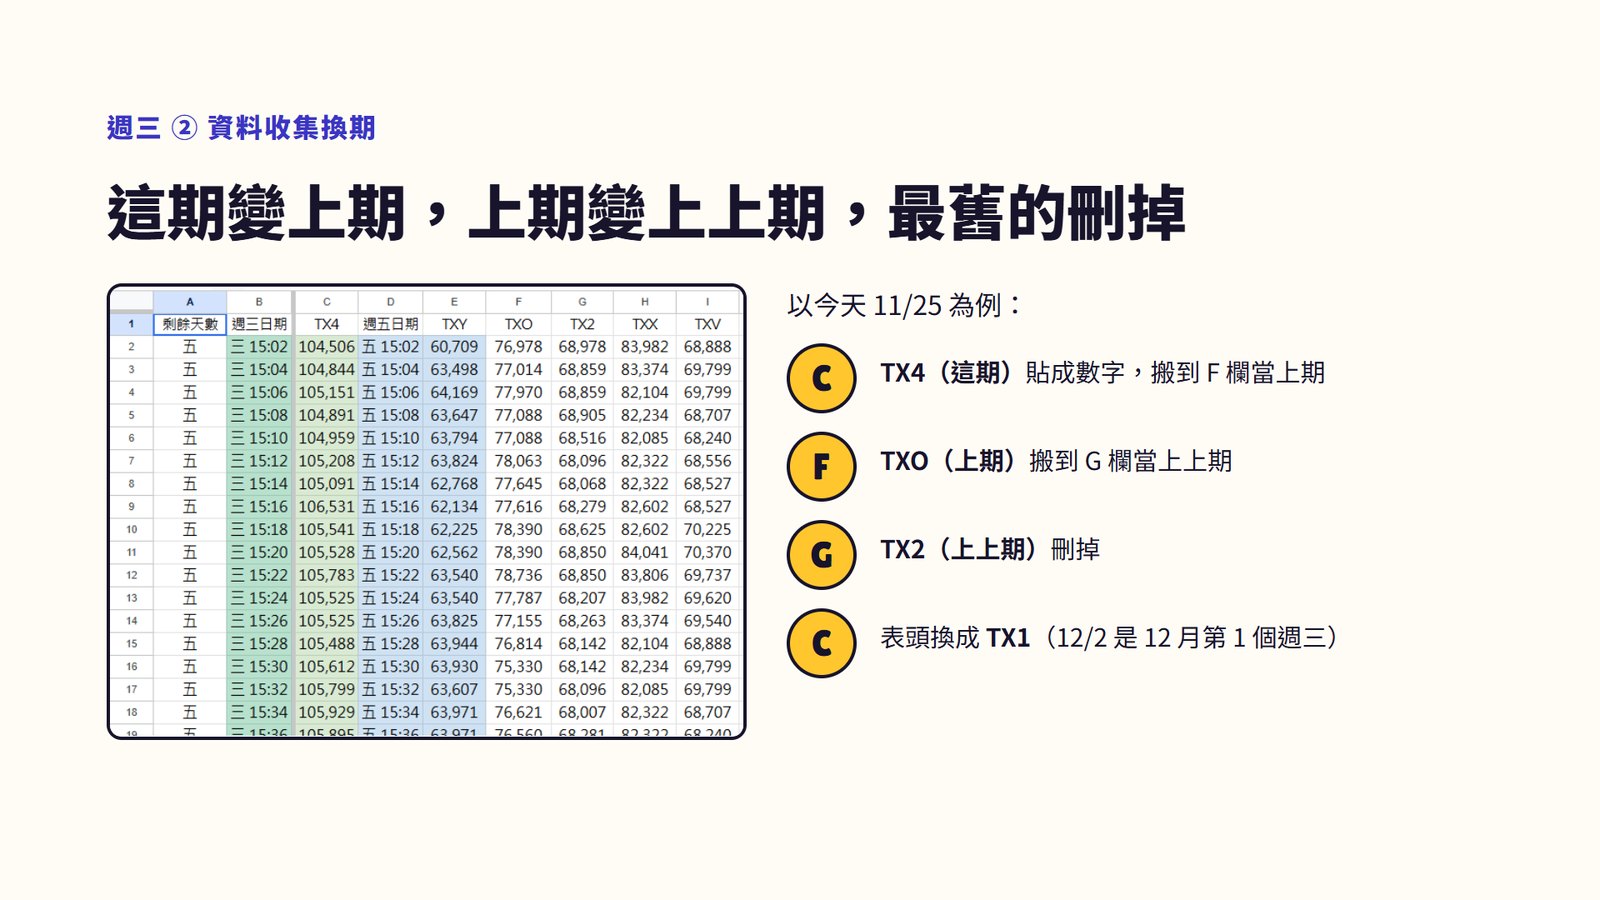 週三 ② 資料收集換期
這期變上期，上期變上上期，最舊的刪掉
A B C D E F G H I
1 剩餘天數 週三日期 TX4 週五日期 TXY TXO TX2 TXX TXV
2 五 三 15:02 104,506 五 15:02 60,709 76,978 68,978 83,982 68,888
3 五 三 15:04 104,844 五 15:04 63,498 77,014 68,859 83,374 69,799
4 五 三 15:06 105,151 五 15:06 64,169 77,970 68,859 82,104 69,799
5 五 三 15:08 104,891 五 15:08 63,647 77,088 68,905 82,234 68,707
6 五 三 15:10 104,959 五 15:10 63,794 77,088 68,516 82,085 68,240
7 五 三 15:12 105,208 五 15:12 63,824 78,063 68,096 82,322 68,556
8 五 三 15:14 105,091 五 15:14 62,768 77,645 68,068 82,322 68,527
9 五 三 15:16 106,531 五 15:16 62,134 77,616 68,279 82,602 68,527
10 五 三 15:18 105,541 五 15:18 62,225 78,390 68,625 82,602 70,225
11 五 三 15:20 105,528 五 15:20 62,562 78,390 68,850 84,041 70,370
12 五 三 15:22 105,783 五 15:22 63,540 78,736 68,850 83,806 69,737
13 五 三 15:24 105,525 五 15:24 63,540 77,787 68,207 83,982 69,620
14 五 三 15:26 105,525 五 15:26 63,825 77,155 68,263 83,374 69,540
15 五 三 15:28 105,488 五 15:28 63,944 76,814 68,142 82,104 68,888
16 五 三 15:30 105,612 五 15:30 63,930 75,330 68,142 82,234 69,799
17 五 三 15:32 105,799 五 15:32 63,607 75,330 68,096 82,085 69,799
18 五 三 15:34 105,929 五 15:34 63,971 76,621 68,007 82,322 68,707
19 五 三 15:36 105,895 五 15:36 63,971 76,560 68,281 82,322 68,240
以今天 11/25 為例：
C TX4（這期）貼成數字，搬到 F 欄當上期
F TXO（上期）搬到 G 欄當上上期
G TX2（上上期）刪掉
C 表頭換成 TX1（12/2 是 12 月第 1 個週三）